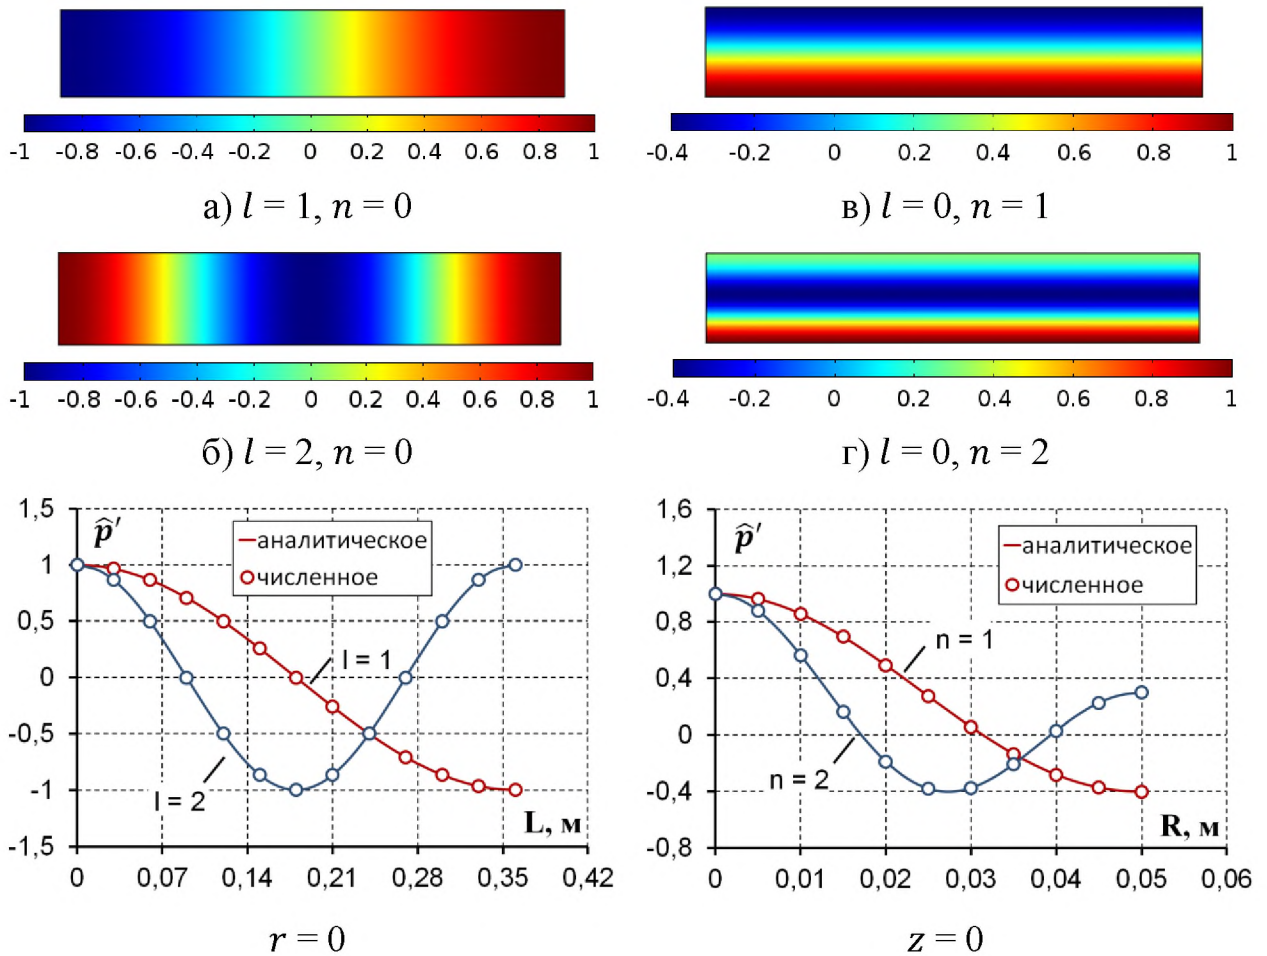 -1 -0.8 -0.6 -0.4 -0.2 0 0.2 0.4 0.6 0.8 1
-0.4 -0.2 0 0.2 0.4 0.6 0.8 1
а) l = 1, n = 0
в) l = 0, n = 1
-1 -0.8 -0.6 -0.4 -0.2 0 0.2 0.4 0.6 0.8 1
-0.4 -0.2 0 0.2 0.4 0.6 0.8 1
б) l = 2, n = 0
г) l = 0, n = 2
1,5
1
0,5
0
-0,5
-1
-1,5
p̂′
аналитическое
численное
l = 1
l = 2
L, м
0 0,07 0,14 0,21 0,28 0,35 0,42
r = 0
1,6
1,2
0,8
0,4
0
-0,4
-0,8
p̂′
аналитическое
численное
n = 1
n = 2
R, м
0 0,01 0,02 0,03 0,04 0,05 0,06
z = 0